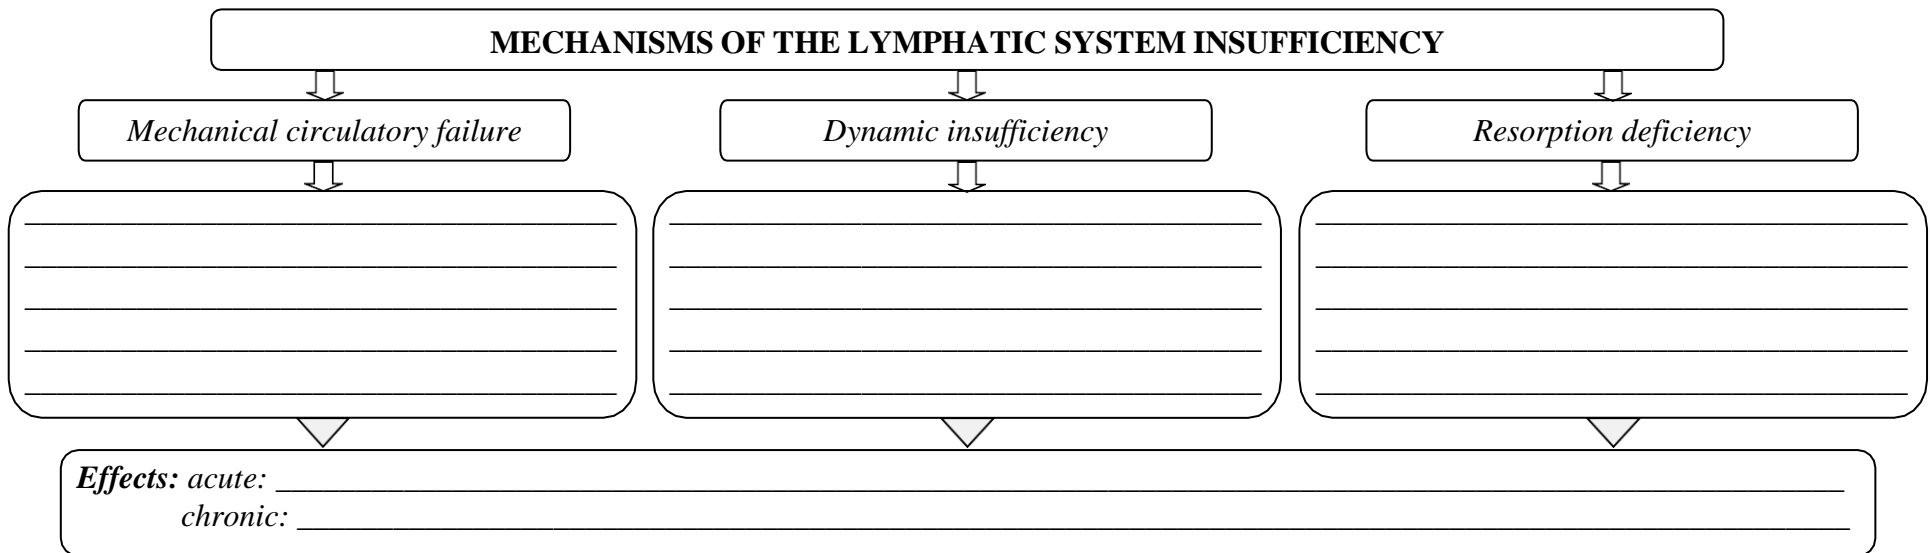 MECHANISMS OF THE LYMPHATIC SYSTEM INSUFFICIENCY
Mechanical circulatory failure
Dynamic insufficiency
Resorption deficiency
Effects: acute:
chronic: